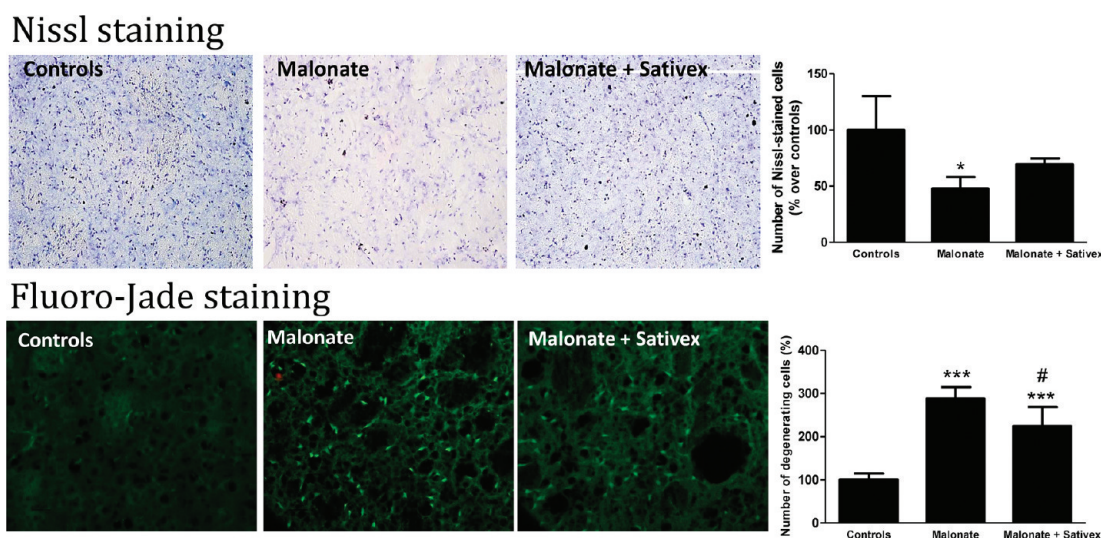 Nissl staining
Controls
Malonate
Malonate + Sativex
Number of Nissl-stained cells
(% over controls)
150
100
50
0
*
Controls
Malonate
Malonate + Sativex
Fluoro-Jade staining
Controls
Malonate
Malonate + Sativex
Number of degenerating cells (%)
400
300
200
100
0
***
#
***
Controls
Malonate
Malonate + Sativex